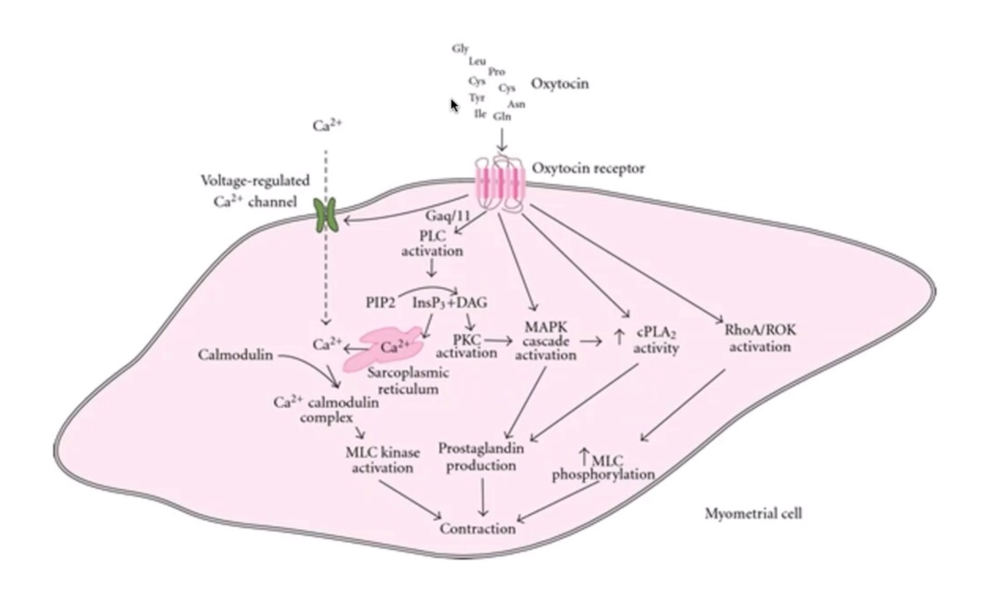 Gly
Leu
Pro
Cys
Cys
Oxytocin
Tyr
Asn
Ile Gln
Ca²⁺
Oxytocin receptor
Voltage-regulated
Ca²⁺ channel
Gaq/11
PLC
activation
PIP2
InsP₃+DAG
Ca²⁺
Ca²⁺
Sarcoplasmic
reticulum
PKC
activation
MAPK
cascade
activation
↑ cPLA₂
activity
RhoA/ROK
activation
Calmodulin
Ca²⁺ calmodulin
complex
MLC kinase
activation
Prostaglandin
production
↑MLC
phosphorylation
Contraction
Myometrial cell